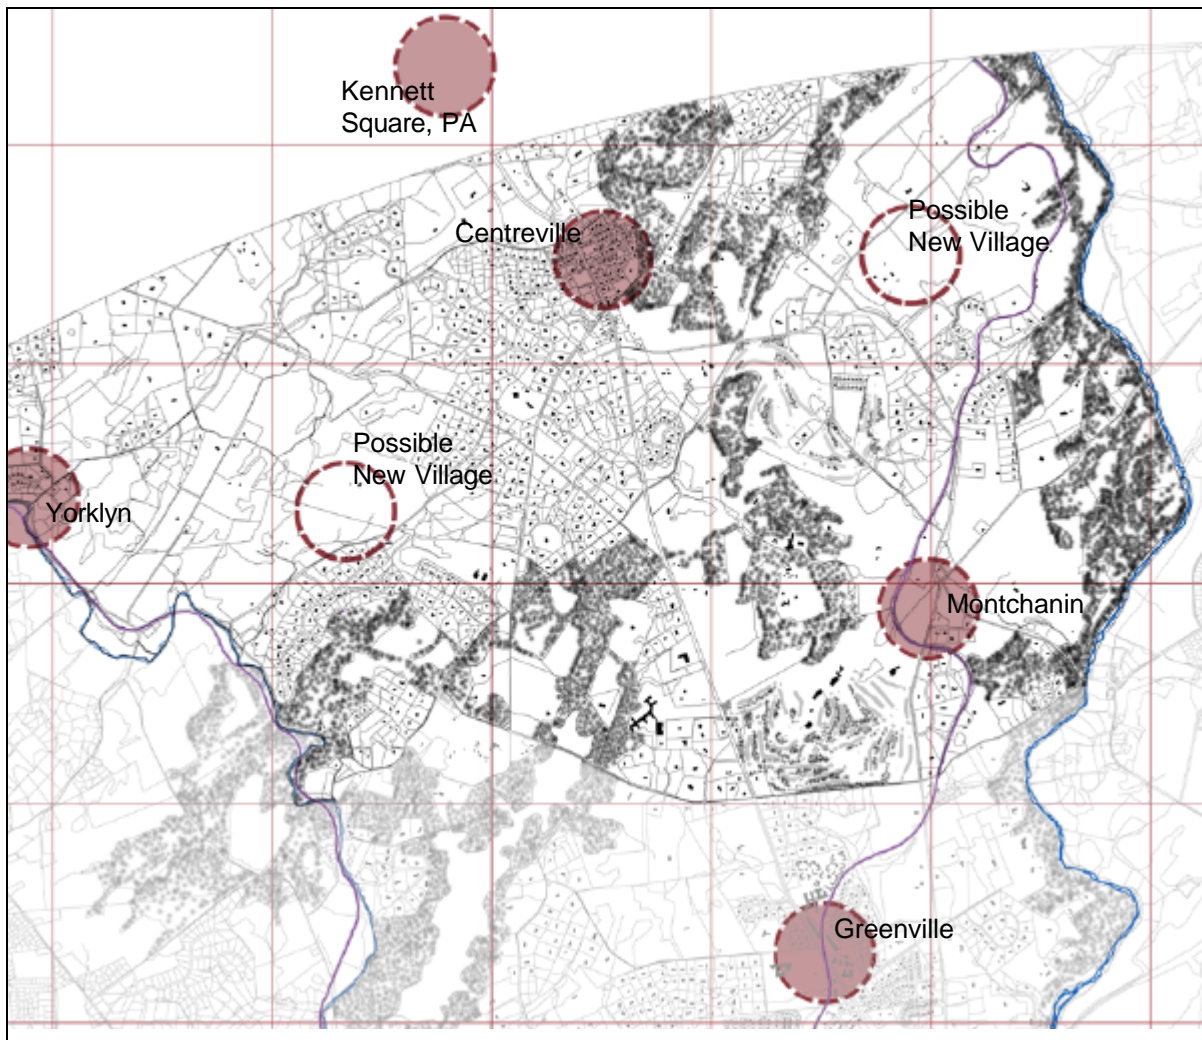 Kennett
Square, PA
Possible
New Village
Centreville
Possible
New Village
Yorklyn
Montchanin
Greenville